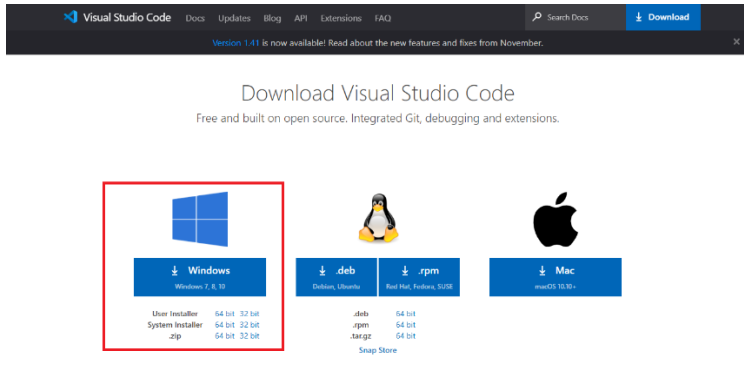 Visual Studio Code Docs Updates Blog API Extensions FAQ Search Docs Download
Version 1.41 is now available! Read about the new features and fixes from November.
Download Visual Studio Code
Free and built on open source. Integrated Git, debugging and extensions.
Windows
Windows 7, 8, 10
User Installer 64 bit 32 bit
System Installer 64 bit 32 bit
.zip 64 bit 32 bit
.deb
Debian, Ubuntu
.rpm
Red Hat, Fedora, SUSE
.deb 64 bit
.rpm 64 bit
.tar.gz 64 bit
Snap Store
Mac
macOS 10.10+